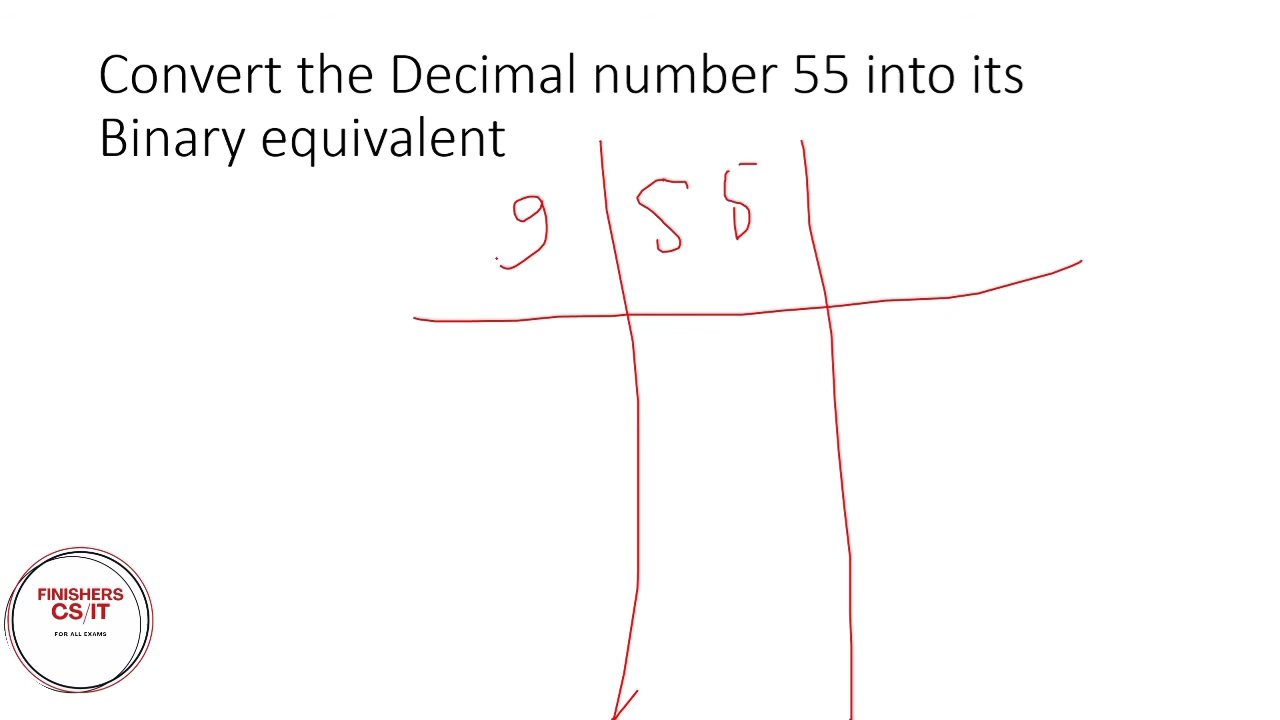 Convert the Decimal number 55 into its
Binary equivalent
9 55
FINISHERS
CS/IT
FOR ALL EXAMS